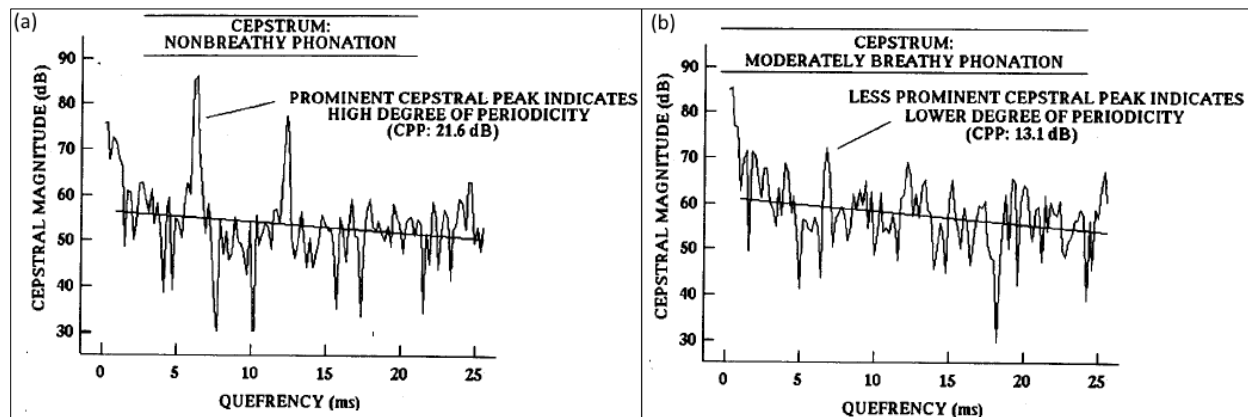 (a)
CEPSTRUM:
NONBREATHY PHONATION
90
80
70
60
50
40
30
CEPSTRAL MAGNITUDE (dB)
PROMINENT CEPSTRAL PEAK INDICATES
HIGH DEGREE OF PERIODICITY
(CPP: 21.6 dB)
0 5 10 15 20 25
QUEFRENCY (ms)
(b)
CEPSTRUM:
MODERATELY BREATHY PHONATION
90
80
70
60
50
40
30
CEPSTRAL MAGNITUDE (dB)
LESS PROMINENT CEPSTRAL PEAK INDICATES
LOWER DEGREE OF PERIODICITY
(CPP: 13.1 dB)
0 5 10 15 20 25
QUEFRENCY (ms)